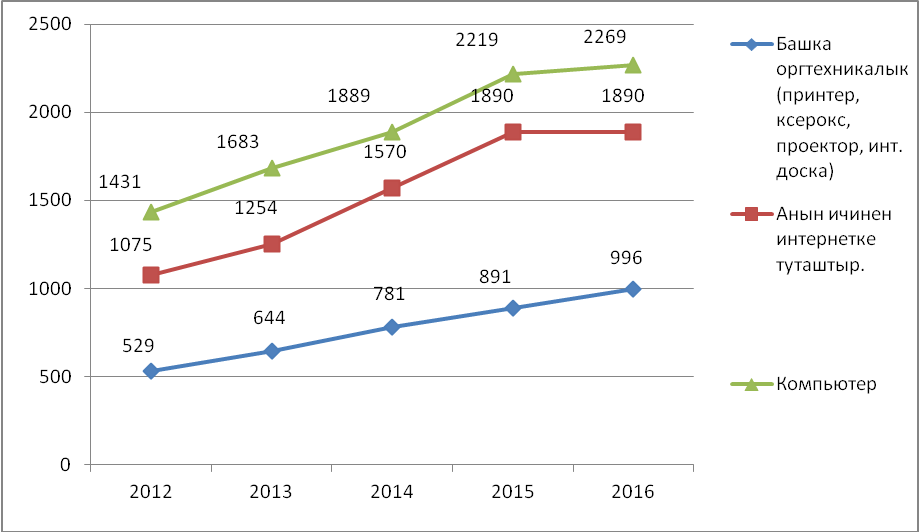 2500
2000
1500
1000
500
0
2219
2269
1889
1890
1890
1683
1570
1431
1254
1075
996
891
781
644
529
2012
2013
2014
2015
2016
Башка
оргтехникалык
(принтер,
ксерокс,
проектор, инт.
доска)
Анын ичинен
интернетке
туташтыр.
Компьютер